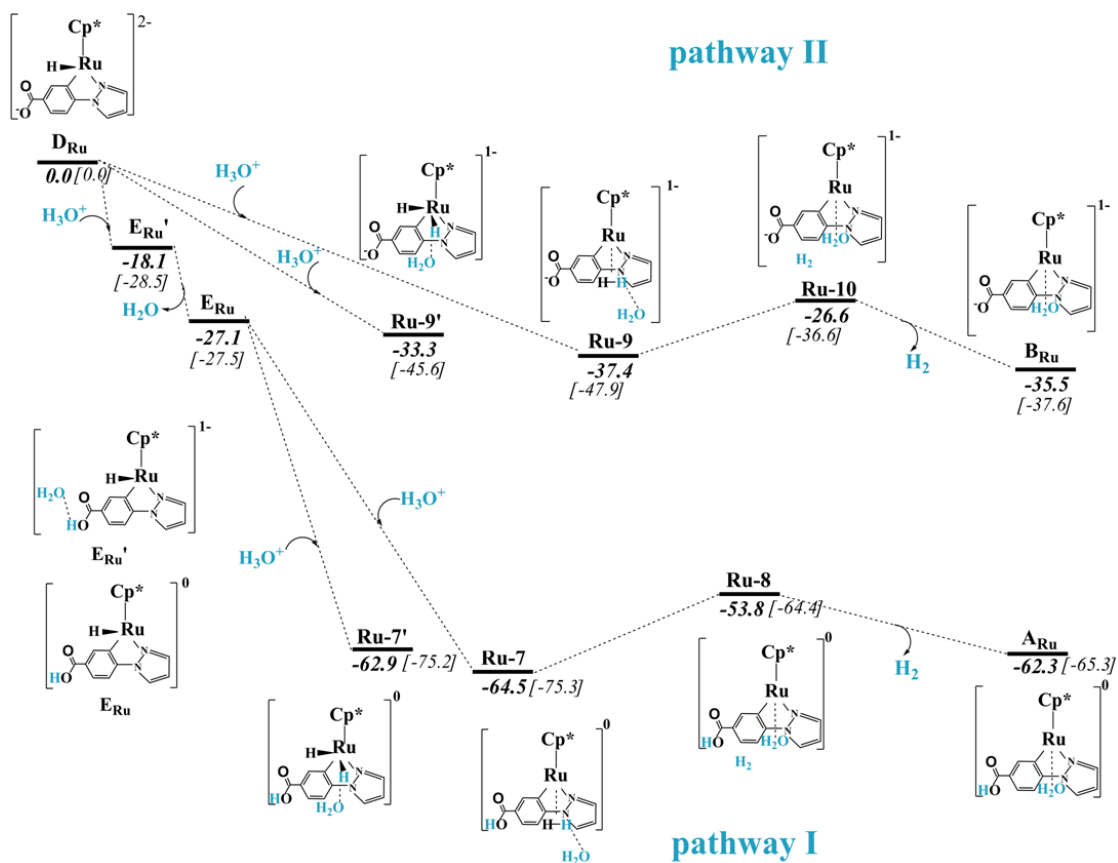 pathway II
2-
Cp*
Ru
H
N
N
O
-O
D_Ru
0.0 [0.0]
H3O+
E_Ru'
-18.1
[-28.5]
H2O
E_Ru
-27.1
[-27.5]
H3O+
H3O+
1-
Cp*
Ru
H
H
N
N
O
-O
H2O
Ru-9'
-33.3
[-45.6]
1-
Cp*
Ru
N
N
O
-O
H H
H2O
Ru-9
-37.4
[-47.9]
1-
Cp*
Ru
N
N
O
-O
H2O
H2
Ru-10
-26.6
[-36.6]
H2
1-
Cp*
Ru
N
N
O
-O
H2O
B_Ru
-35.5
[-37.6]
1-
Cp*
Ru
H
N
N
H2O
O
HO
E_Ru'
0
Cp*
Ru
H
N
N
O
HO
E_Ru
H3O+
H3O+
Ru-7'
-62.9 [-75.2]
0
Cp*
Ru
H
H
N
N
O
HO
H2O
Ru-7
-64.5 [-75.3]
0
Cp*
Ru
N
N
O
HO
H H
H2O
Ru-8
-53.8 [-64.4]
0
Cp*
Ru
N
N
O
HO
H2O
H2
H2
A_Ru
-62.3 [-65.3]
0
Cp*
Ru
N
N
O
HO
H2O
pathway I